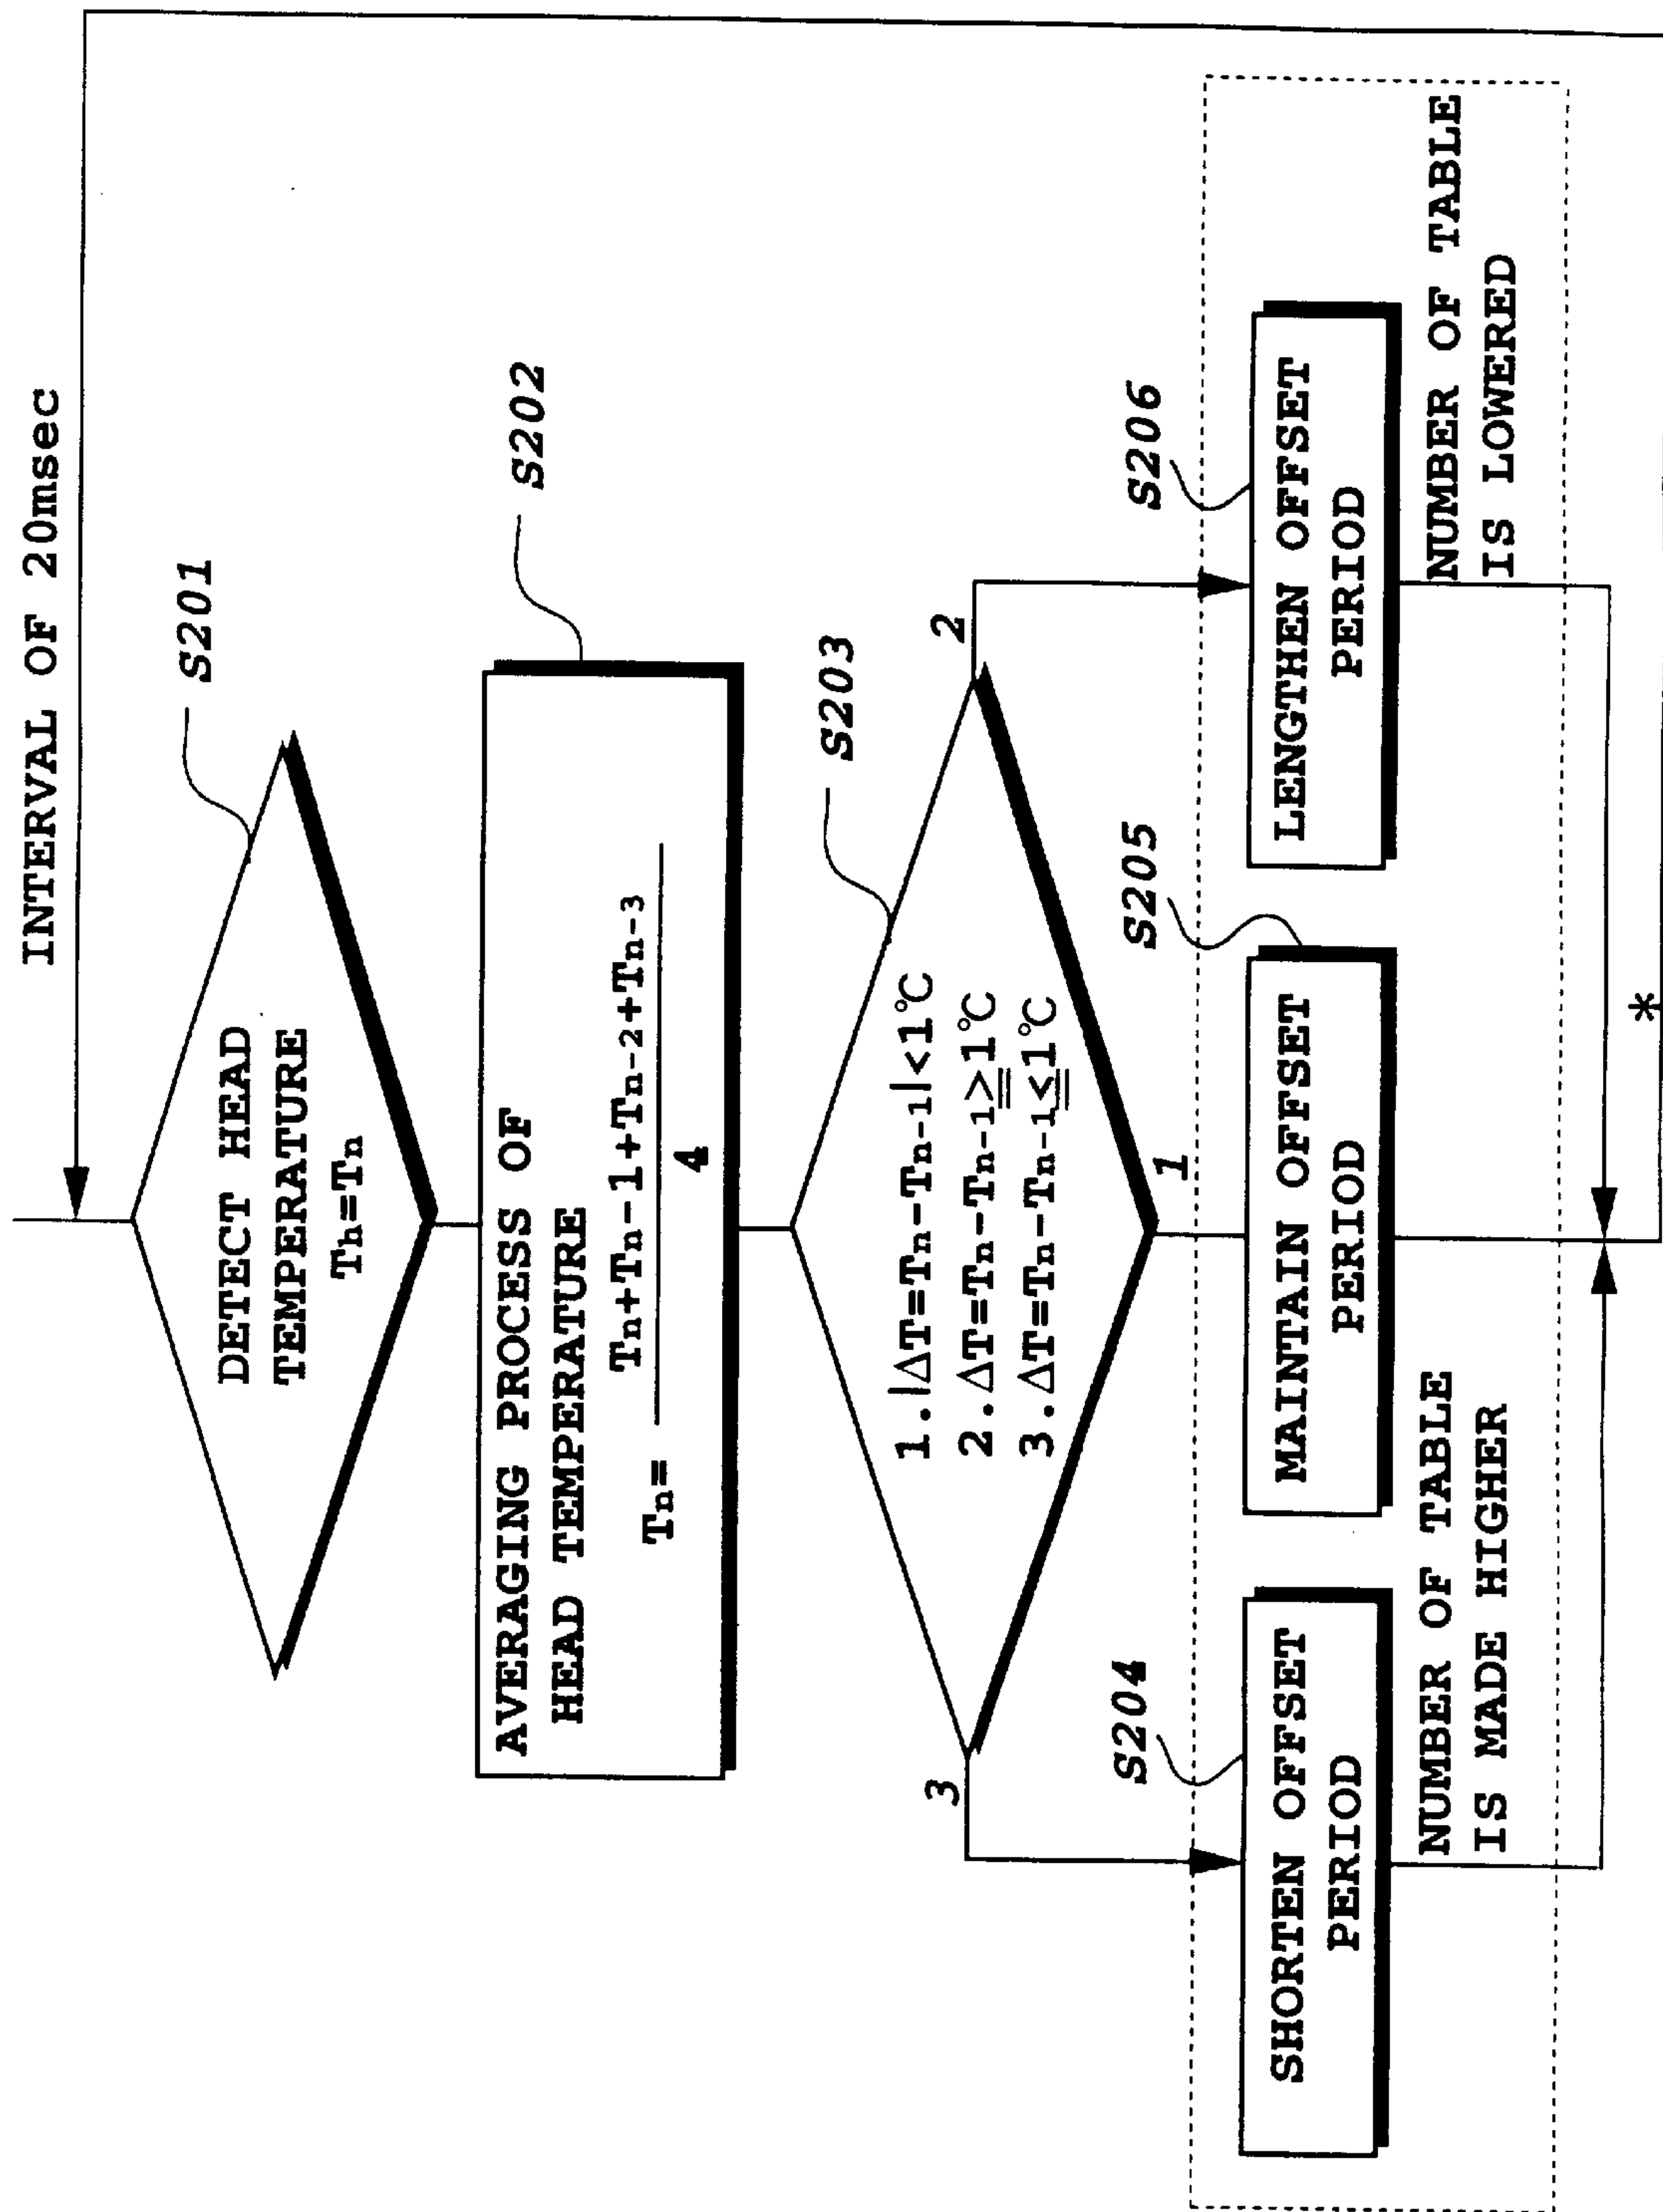 INTERVAL OF 20msec
S201
DETECT HEAD
TEMPERATURE
Th=Tn
S202
AVERAGING PROCESS OF
HEAD TEMPERATURE
Tn= Tn+Tn-1+Tn-2+Tn-3
4
S203
1.|ΔT=Tn-Tn-1|<1℃
2.ΔT=Tn-Tn-1≧1℃
3.ΔT=Tn-Tn-1≦1℃
3
1
2
S204
S205
S206
SHORTEN OFFSET
PERIOD
MAINTAIN OFFSET
PERIOD
LENGTHEN OFFSET
PERIOD
NUMBER OF TABLE
IS MADE HIGHER
NUMBER OF TABLE
IS LOWERED
*